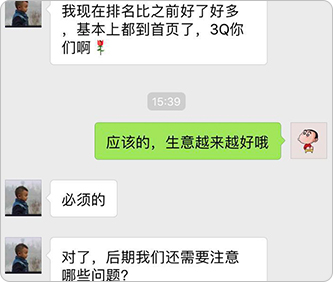 我现在排名比之前好了好多
，基本上都到首页了，3Q你
们啊🌹
15:39
应该的，生意越来越好哦
必须的
对了，后期我们还需要注意
哪些问题？